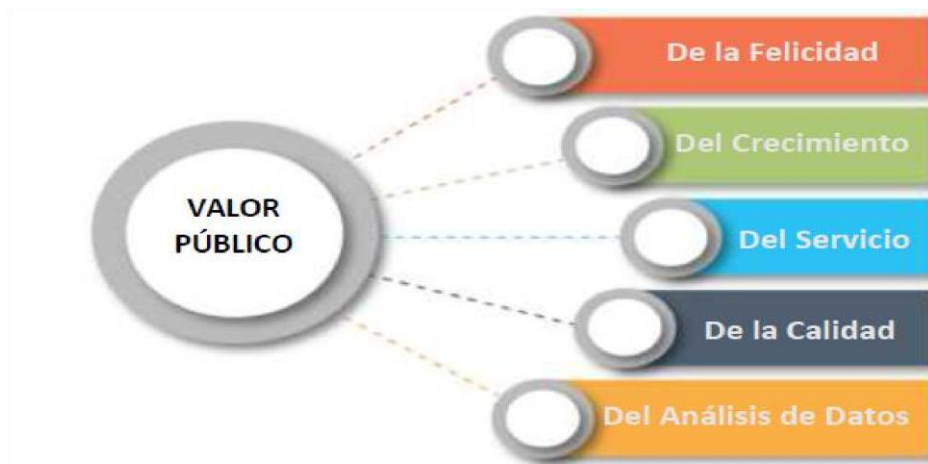 VALOR
PÚBLICO
De la Felicidad
Del Crecimiento
Del Servicio
De la Calidad
Del Análisis de Datos